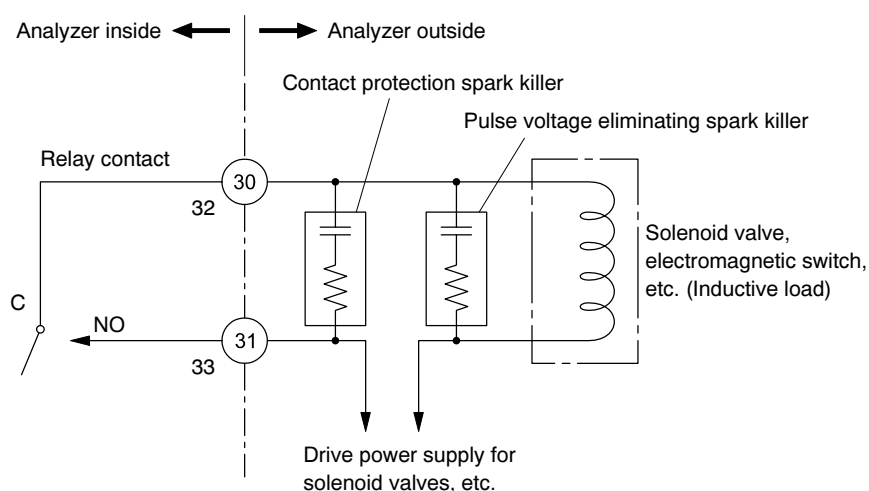 Analyzer inside
Analyzer outside
Contact protection spark killer
Pulse voltage eliminating spark killer
Relay contact
30
32
Solenoid valve,
electromagnetic switch,
etc. (Inductive load)
C
NO
31
33
Drive power supply for
solenoid valves, etc.